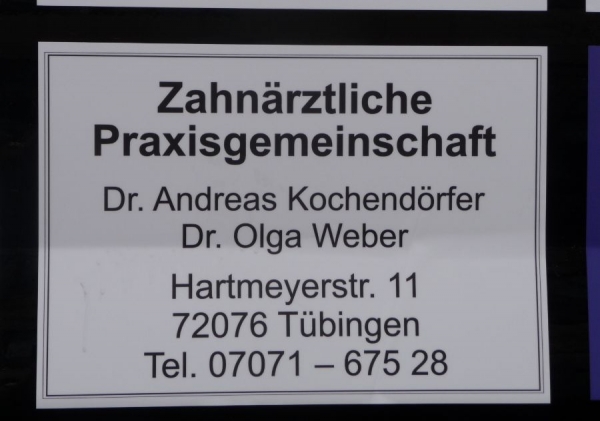 Zahnärztliche
Praxisgemeinschaft
Dr. Andreas Kochendörfer
Dr. Olga Weber
Hartmeyerstr. 11
72076 Tübingen
Tel. 07071 – 675 28